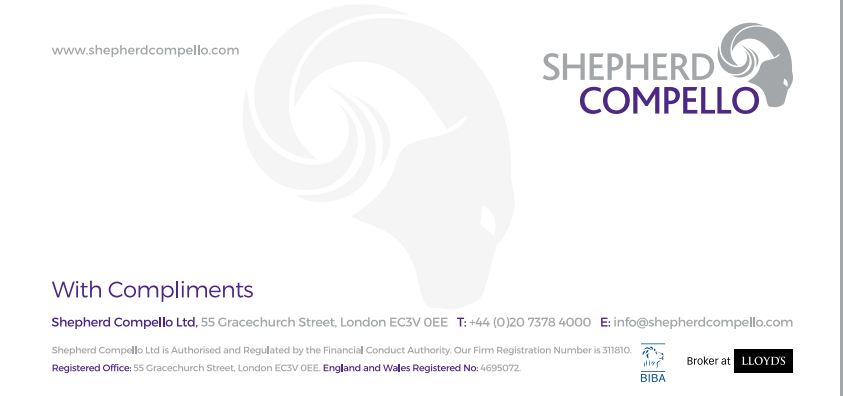 www.shepherdcompello.com
SHEPHERD
COMPELLO
With Compliments
Shepherd Compello Ltd, 55 Gracechurch Street, London EC3V 0EE T: +44 (0)20 7378 4000 E: info@shepherdcompello.com
Shepherd Compello Ltd is Authorised and Regulated by the Financial Conduct Authority. Our Firm Registration Number is 311810.
Registered Office: 55 Gracechurch Street, London EC3V 0EE. England and Wales Registered No: 4695072.
BIBA
Broker at LLOYD'S